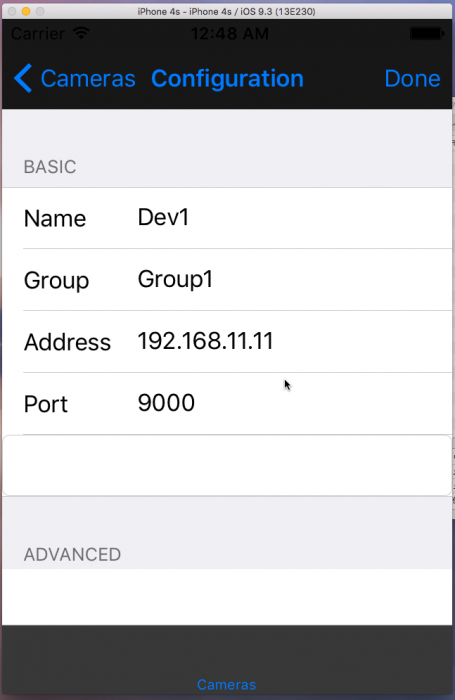 iPhone 4s - iPhone 4s / iOS 9.3 (13E230)
Carrier 12:48 AM
Cameras Configuration Done
BASIC
Name Dev1
Group Group1
Address 192.168.11.11
Port 9000
ADVANCED
Cameras